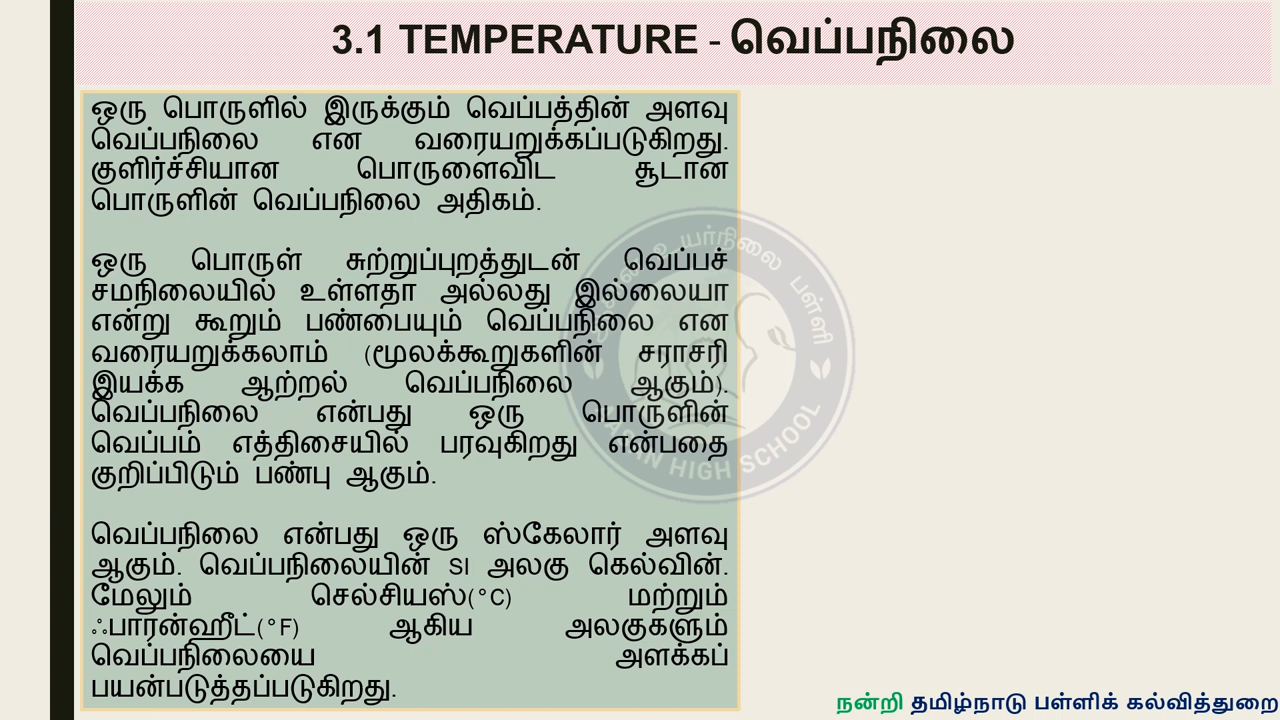 3.1 TEMPERATURE - வெப்பநிலை
ஒரு பொருளில் இருக்கும் வெப்பத்தின் அளவு
வெப்பநிலை என வரையறுக்கப்படுகிறது.
குளிர்ச்சியான பொருளைவிட சூடான
பொருளின் வெப்பநிலை அதிகம்.
ஒரு பொருள் சுற்றுப்புறத்துடன் வெப்பச்
சமநிலையில் உள்ளதா அல்லது இல்லையா
என்று கூறும் பண்பையும் வெப்பநிலை என
வரையறுக்கலாம் (மூலக்கூறுகளின் சராசரி
இயக்க ஆற்றல் வெப்பநிலை ஆகும்).
வெப்பநிலை என்பது ஒரு பொருளின்
வெப்பம் எத்திசையில் பரவுகிறது என்பதை
குறிப்பிடும் பண்பு ஆகும்.
வெப்பநிலை என்பது ஒரு ஸ்கேலார் அளவு
ஆகும். வெப்பநிலையின் SI அலகு கெல்வின்.
மேலும் செல்சியஸ்(°C) மற்றும்
ஃபாரன்ஹீட்(°F) ஆகிய அலகுகளும்
வெப்பநிலையை அளக்கப்
பயன்படுத்தப்படுகிறது.
உயர்நிலை பள்ளி
HIGH SCHOOL
நன்றி தமிழ்நாடு பள்ளிக் கல்வித்துறை